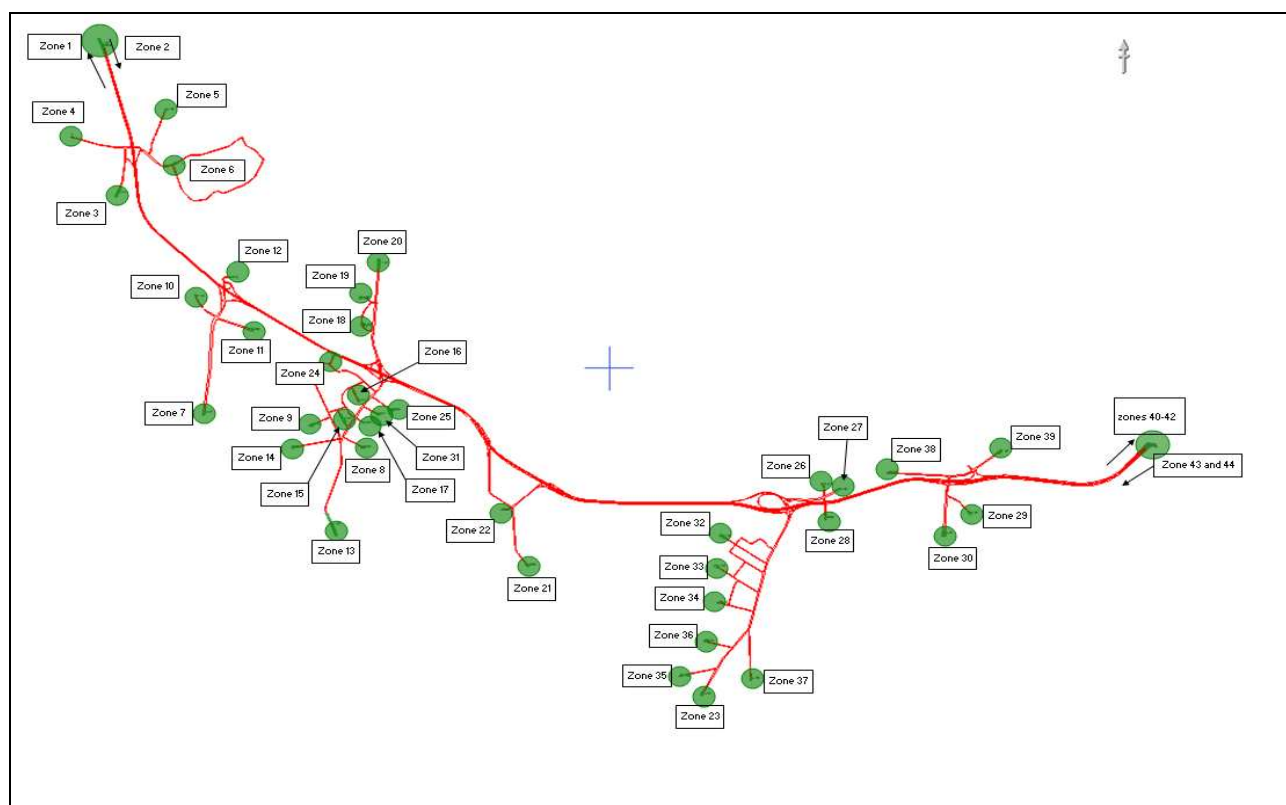 Zone 1
Zone 2
Zone 5
Zone 4
Zone 6
Zone 3
Zone 12
Zone 20
Zone 19
Zone 10
Zone 18
Zone 11
Zone 16
Zone 24
Zone 7
Zone 9
Zone 25
Zone 14
Zone 8
Zone 31
Zone 15
Zone 17
Zone 13
Zone 22
Zone 21
Zone 27
Zone 26
Zone 38
Zone 39
zones 40-42
Zone 43 and 44
Zone 28
Zone 29
Zone 30
Zone 32
Zone 33
Zone 34
Zone 36
Zone 35
Zone 37
Zone 23